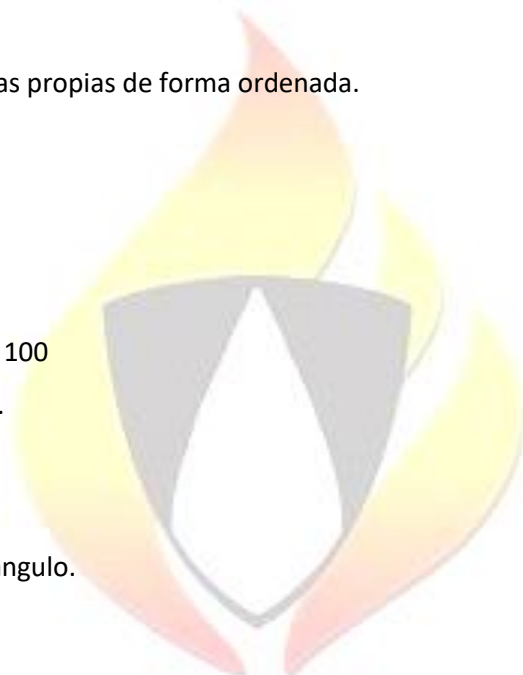 as propias de forma ordenada.
100
.
ngulo.